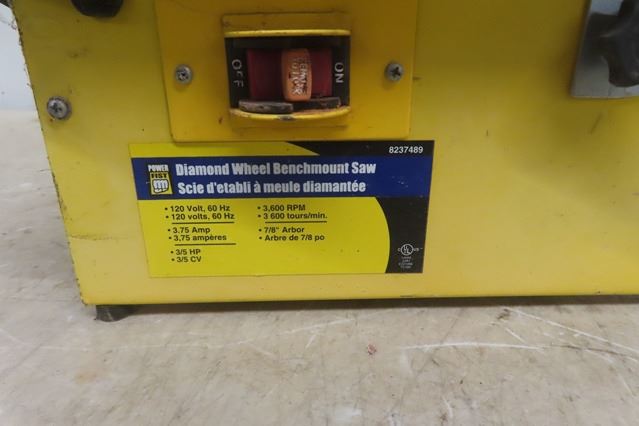 OFF
ON
8237489
POWER
FIST
Diamond Wheel Benchmount Saw
Scie d'etabli à meule diamantée
• 120 Volt, 60 Hz
• 120 volts, 60 Hz
• 3.75 Amp
• 3,75 ampères
• 3/5 HP
• 3/5 CV
• 3,600 RPM
• 3 600 tours/min.
• 7/8" Arbor
• Arbre de 7/8 po
C UL US